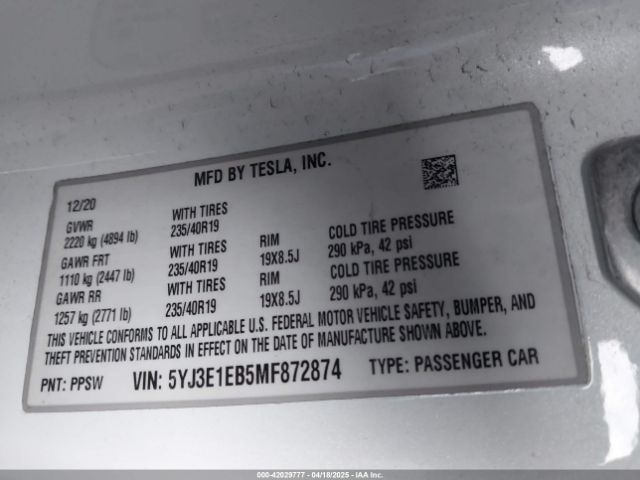 MFD BY TESLA, INC.
12/20
GVWR WITH TIRES
2220 kg (4894 lb) 235/40R19
GAWR FRT WITH TIRES RIM COLD TIRE PRESSURE
1110 kg (2447 lb) 235/40R19 19X8.5J 290 kPa, 42 psi
GAWR RR WITH TIRES RIM COLD TIRE PRESSURE
1257 kg (2771 lb) 235/40R19 19X8.5J 290 kPa, 42 psi
THIS VEHICLE CONFORMS TO ALL APPLICABLE U.S. FEDERAL MOTOR VEHICLE SAFETY, BUMPER, AND
THEFT PREVENTION STANDARDS IN EFFECT ON THE DATE OF MANUFACTURE SHOWN ABOVE.
PNT: PPSW VIN: 5YJ3E1EB5MF872874 TYPE: PASSENGER CAR
000-42029777 - 04/18/2025 - IAA Inc.